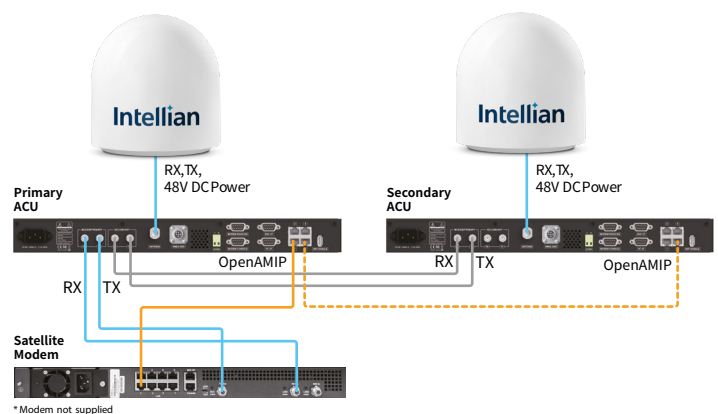 Intellian
Intellian
RX,TX,
48V DC Power
RX,TX,
48V DC Power
Primary
ACU
Secondary
ACU
OpenAMIP
RX TX
OpenAMIP
RX TX
Satellite
Modem
*Modem not supplied